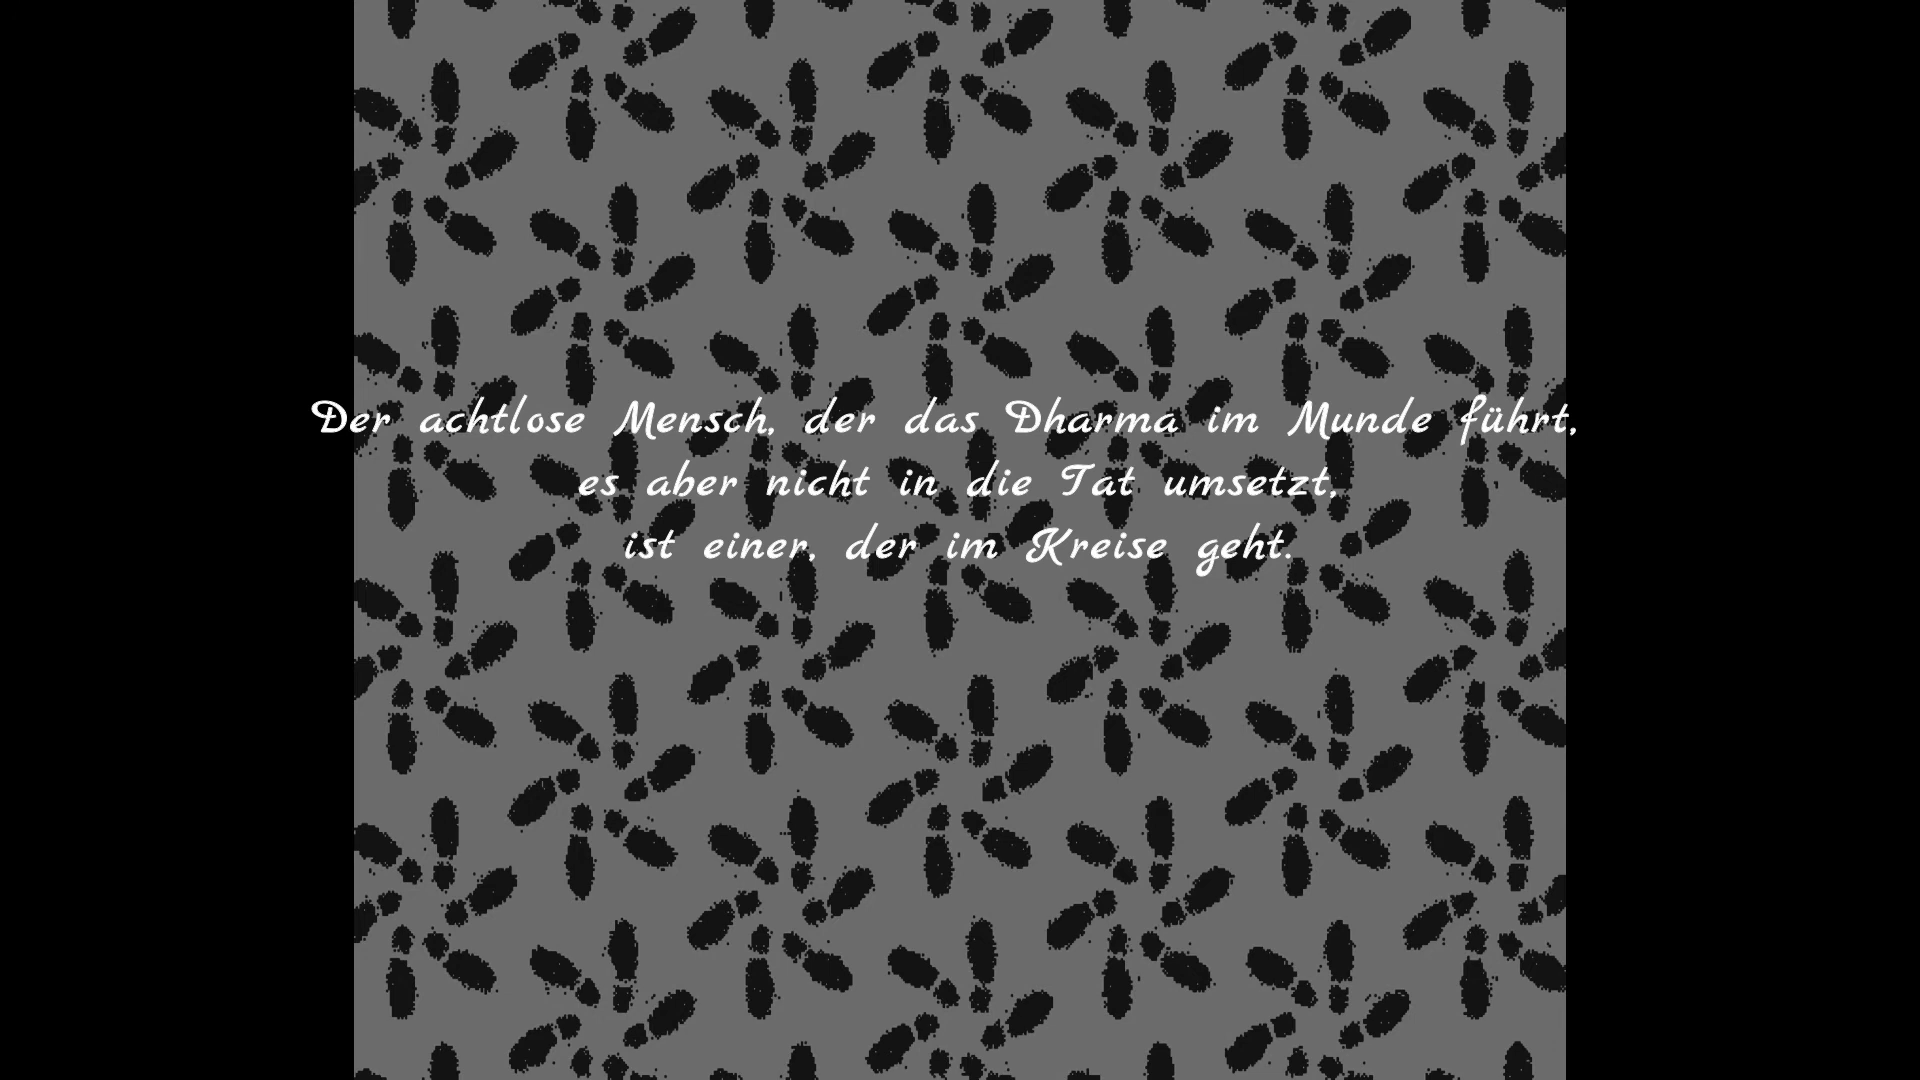 Der achtlose Mensch, der das Dharma im Munde führt,
es aber nicht in die Tat umsetzt,
ist einer, der im Kreise geht.